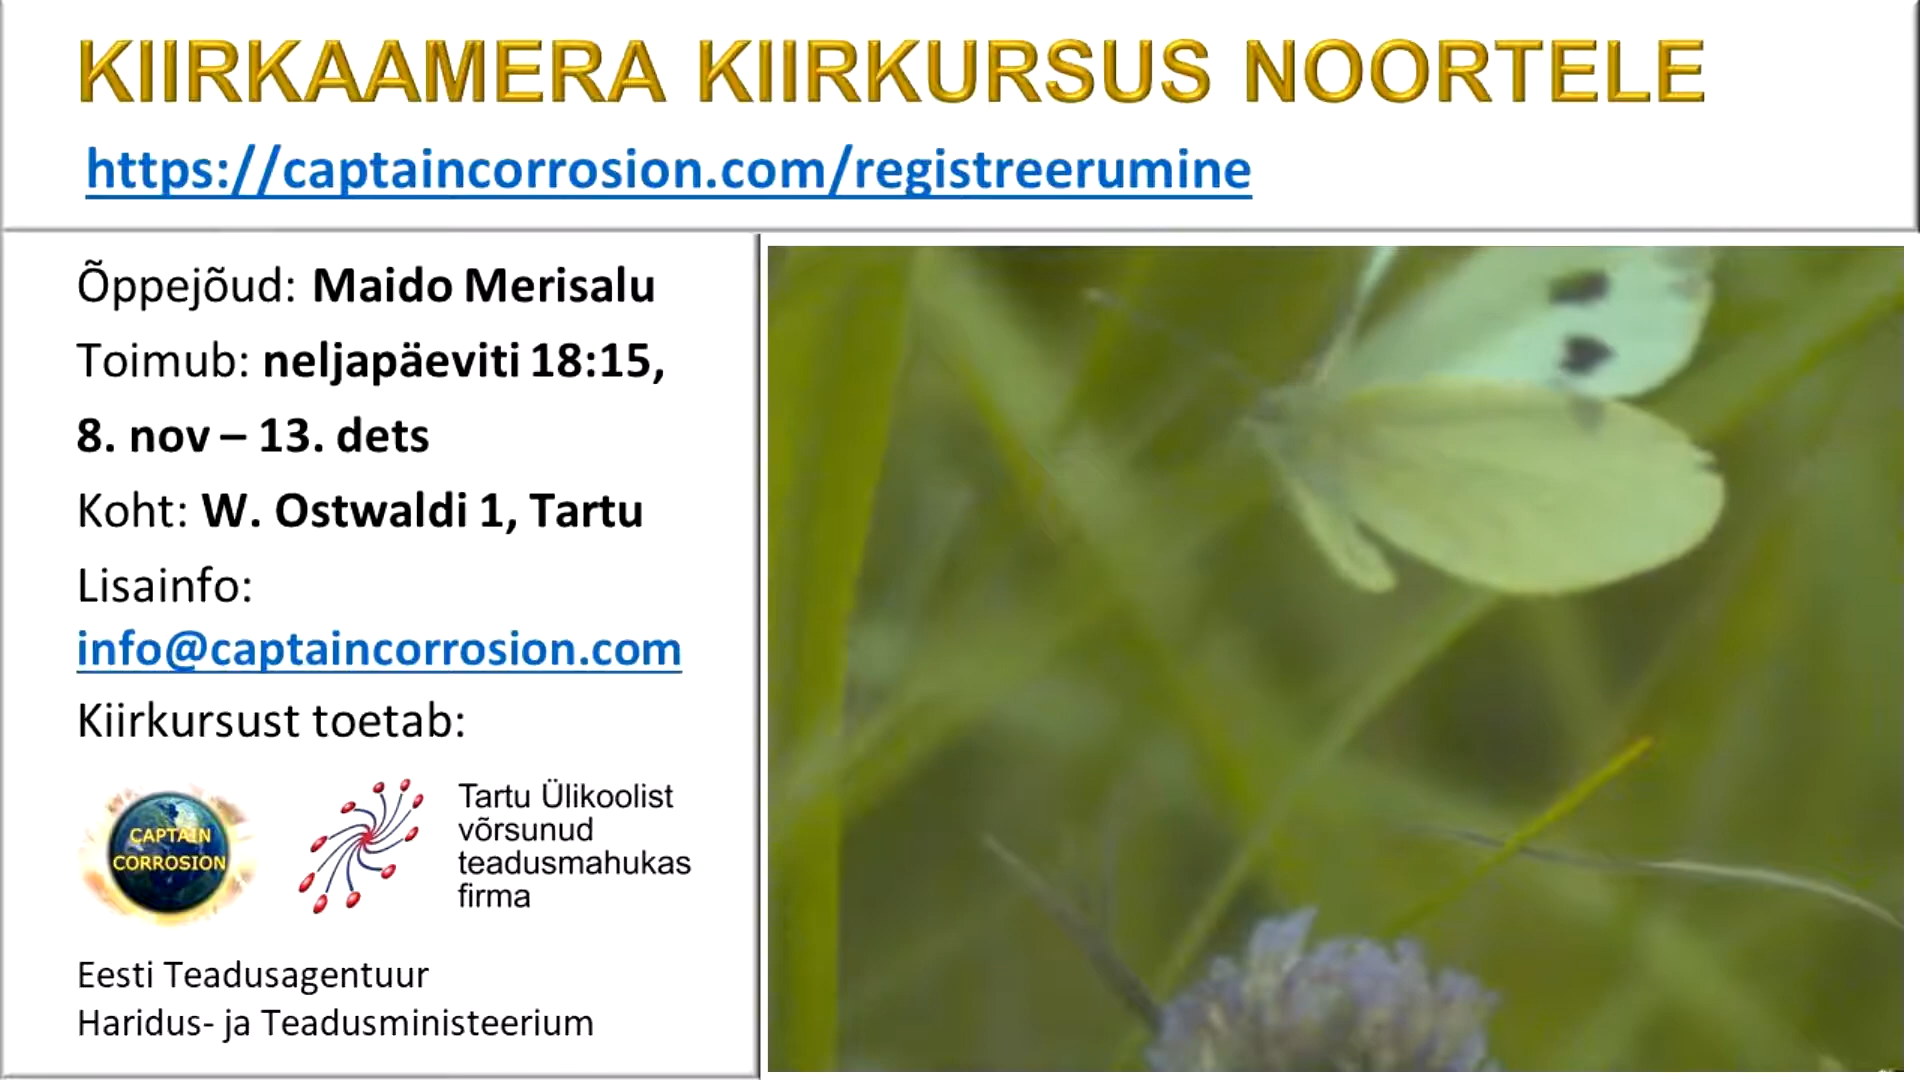 KIIRKAAMERA KIIRKURSUS NOORTELE
https://captaincorrosion.com/registreerumine
Õppejõud: Maido Merisalu
Toimub: neljapäeviti 18:15,
8. nov – 13. dets
Koht: W. Ostwaldi 1, Tartu
Lisainfo:
info@captaincorrosion.com
Kiirkursust toetab:
CAPTAIN
CORROSION
Tartu Ülikoolist
võrsunud
teadusmahukas
firma
Eesti Teadusagentuur
Haridus- ja Teadusministeerium